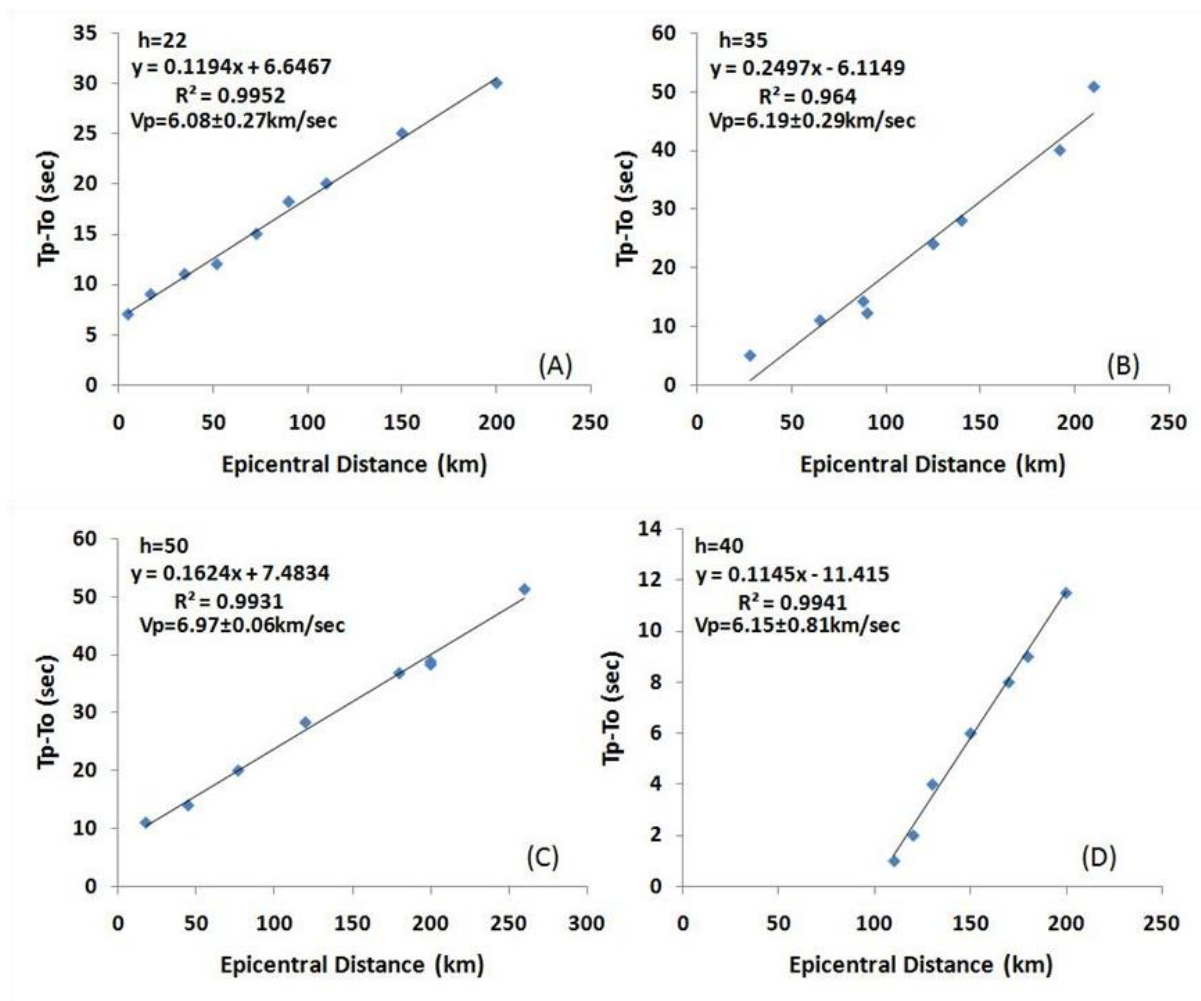 35
30
25
20
15
10
5
0
Tp-To (sec)
h=22
y = 0.1194x + 6.6467
R² = 0.9952
Vp=6.08±0.27km/sec
(A)
0 50 100 150 200 250
Epicentral Distance (km)
60
50
40
30
20
10
0
Tp-To (sec)
h=35
y = 0.2497x - 6.1149
R² = 0.964
Vp=6.19±0.29km/sec
(B)
0 50 100 150 200 250
Epicentral Distance (km)
60
50
40
30
20
10
0
Tp-To (sec)
h=50
y = 0.1624x + 7.4834
R² = 0.9931
Vp=6.97±0.06km/sec
(C)
0 50 100 150 200 250 300
Epicentral Distance (km)
14
12
10
8
6
4
2
0
Tp-To (sec)
h=40
y = 0.1145x - 11.415
R² = 0.9941
Vp=6.15±0.81km/sec
(D)
0 50 100 150 200 250
Epicentral Distance (km)